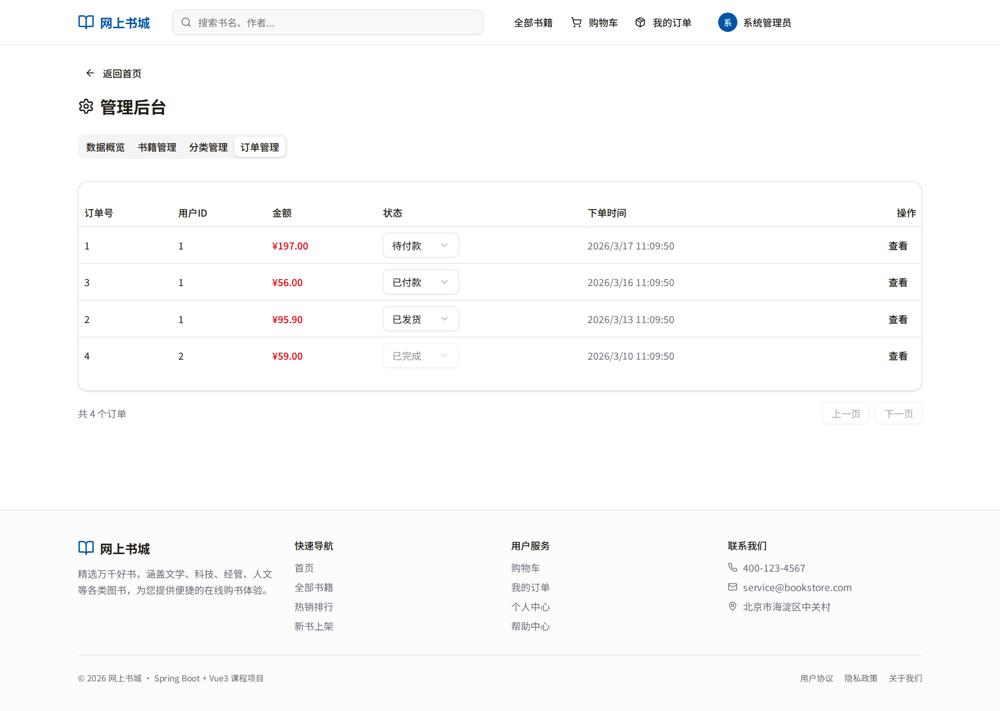 网上书城
搜索书名、作者...
全部书籍
购物车
我的订单
系
系统管理员
返回首页
管理后台
数据概览 书籍管理 分类管理 订单管理
订单号 用户ID 金额 状态 下单时间 操作
1 1 ¥197.00 待付款 2026/3/17 11:09:50 查看
3 1 ¥56.00 已付款 2026/3/16 11:09:50 查看
2 1 ¥95.90 已发货 2026/3/13 11:09:50 查看
4 2 ¥59.00 已完成 2026/3/10 11:09:50 查看
共 4 个订单
上一页 下一页
网上书城
精选万千好书，涵盖文学、科技、经管、人文
等各类图书，为您提供便捷的在线购书体验。
快速导航
首页
全部书籍
热销排行
新书上架
用户服务
购物车
我的订单
个人中心
帮助中心
联系我们
400-123-4567
service@bookstore.com
北京市海淀区中关村
© 2026 网上书城 · Spring Boot + Vue3 课程项目
用户协议 隐私政策 关于我们